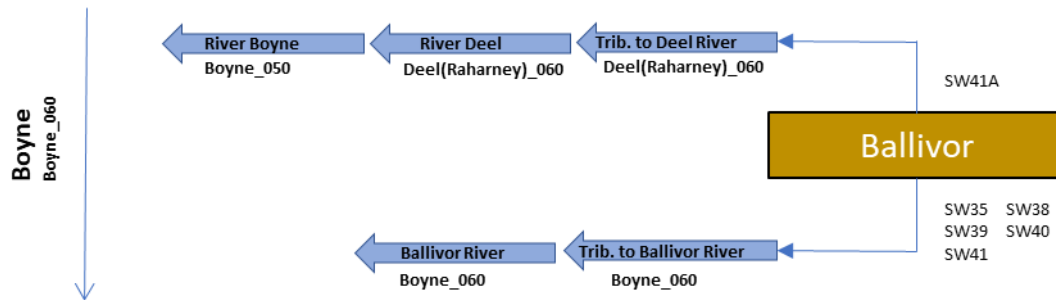 River Boyne
River Deel
Trib. to Deel River
Boyne_050
Deel(Raharney)_060
Deel(Raharney)_060
SW41A
Boyne
Boyne_060
Ballivor
SW35 SW38
SW39 SW40
SW41
Ballivor River
Trib. to Ballivor River
Boyne_060
Boyne_060